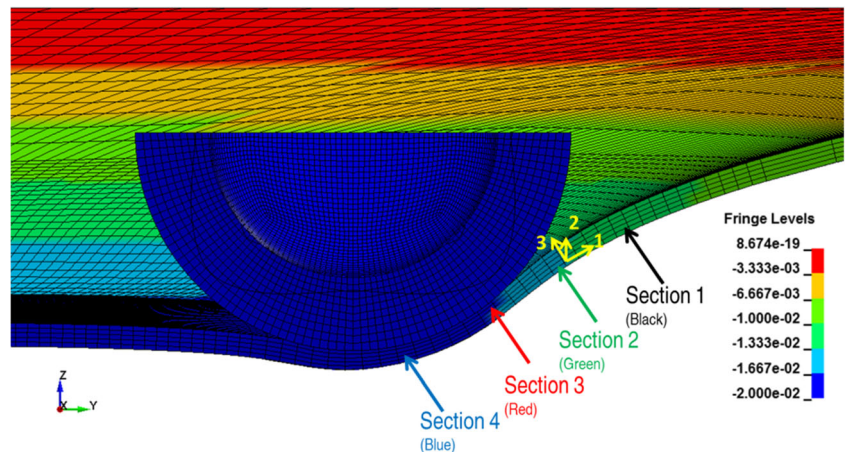 3 2 1
Section 1
(Black)
Section 2
(Green)
Section 3
(Red)
Section 4
(Blue)
Fringe Levels
8.674e-19
-3.333e-03
-6.667e-03
-1.000e-02
-1.333e-02
-1.667e-02
-2.000e-02
Z
X Y